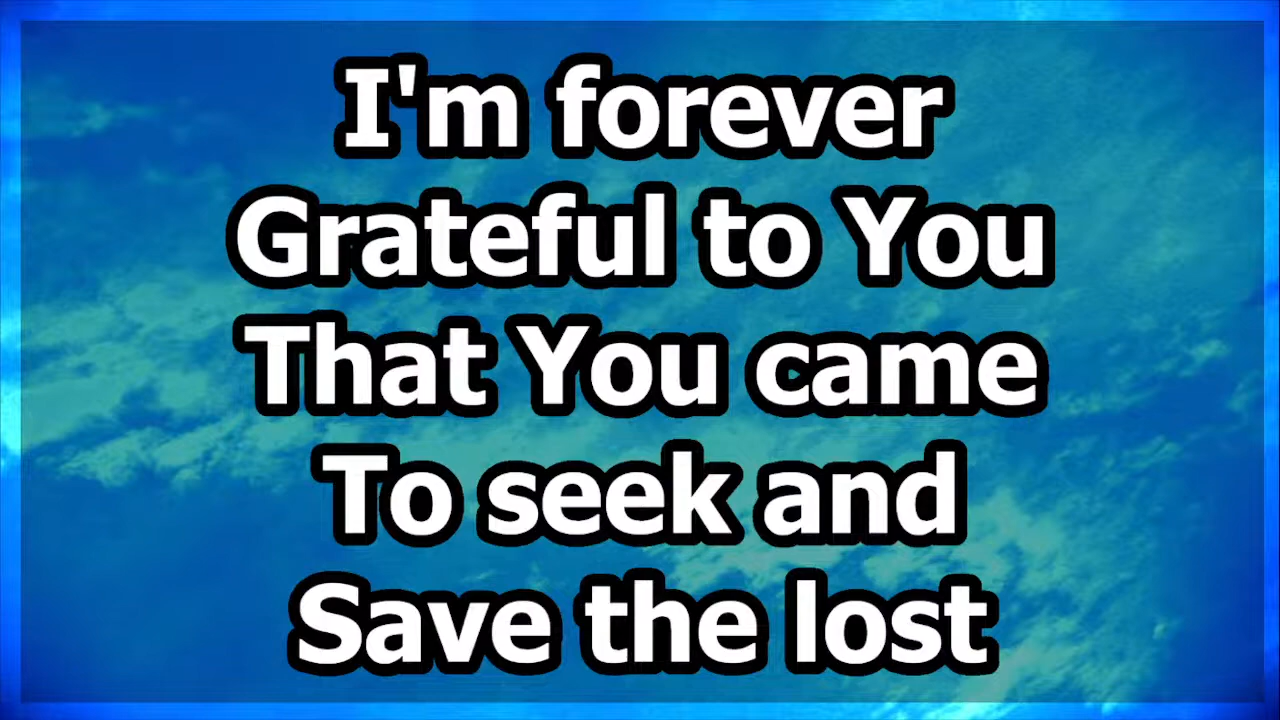 I'm forever
Grateful to You
That You came
To seek and
Save the lost